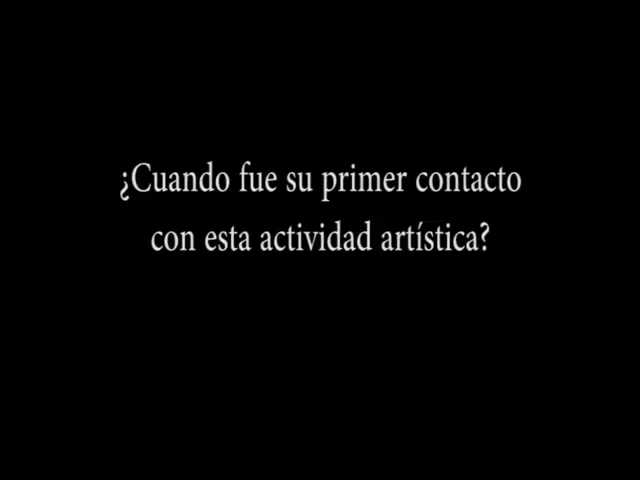 ¿Cuando fue su primer contacto
con esta actividad artística?